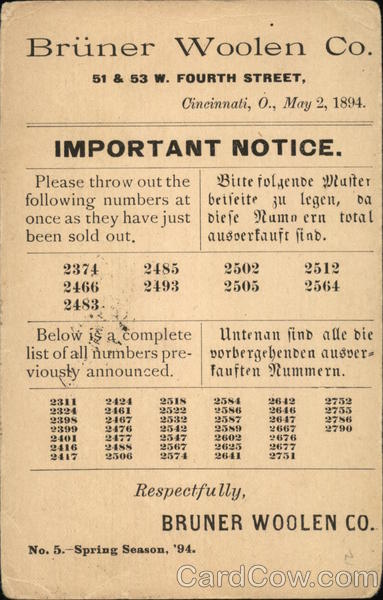 Brüner Woolen Co.
51 & 53 W. FOURTH STREET,
Cincinnati, O., May 2, 1894.
IMPORTANT NOTICE.
Please throw out the
following numbers at
once as they have just
been sold out.
Bitte folgende Muster
beiseite zu legen, da
diese Nummern total
ausverkauft sind.
2374 2485 2502 2512
2466 2493 2505 2564
2483
Below is a complete
list of all numbers pre-
viously announced.
Untenan sind alle die
vorhergehenden ausver-
kauften Nummern.
2311 2424 2518 2584 2642 2752
2324 2461 2522 2586 2646 2755
2398 2467 2532 2587 2647 2786
2399 2476 2542 2589 2667 2790
2401 2477 2547 2602 2676
2416 2488 2567 2625 2677
2417 2506 2574 2641 2751
Respectfully,
BRUNER WOOLEN CO.
No. 5.—Spring Season, '94.
CardCow.com